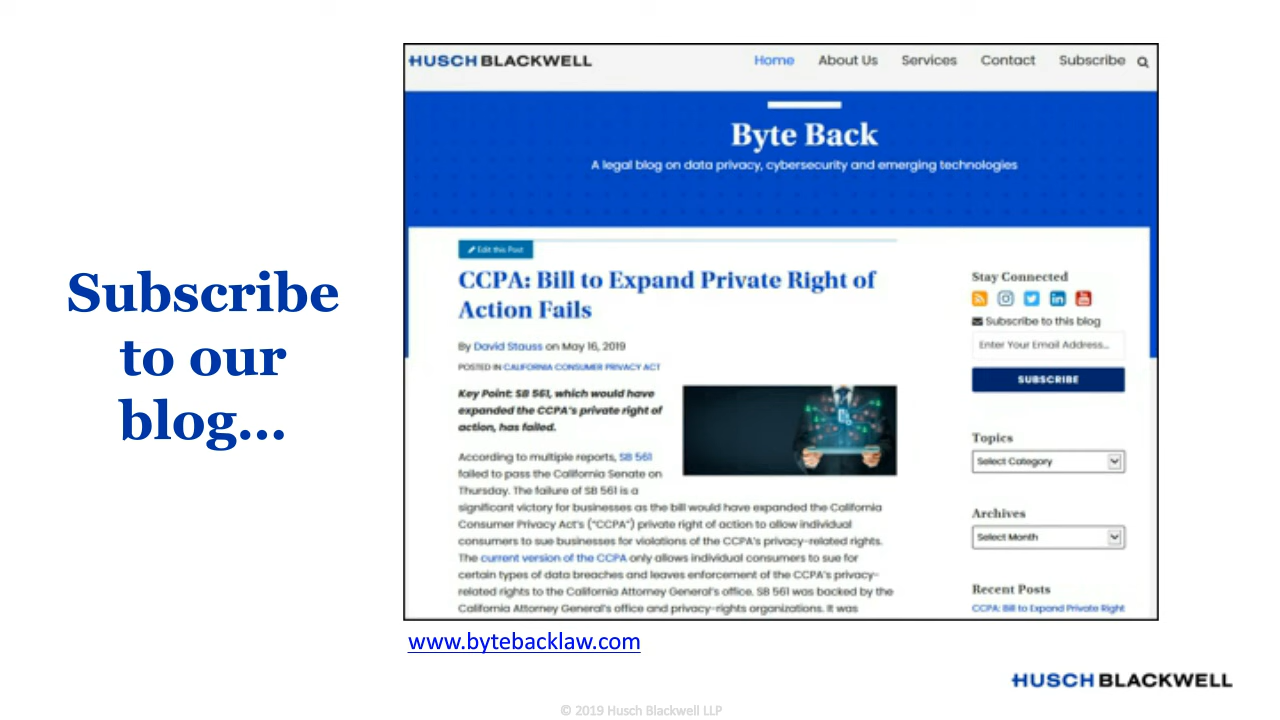 Subscribe
to our
blog...
HUSCH BLACKWELL
Home About Us Services Contact Subscribe
Byte Back
A legal blog on data privacy, cybersecurity and emerging technologies
Edit this Post
CCPA: Bill to Expand Private Right of
Action Fails
By David Stauss on May 16, 2019
POSTED IN CALIFORNIA CONSUMER PRIVACY ACT
Key Point: SB 561, which would have
expanded the CCPA's private right of
action, has failed.
According to multiple reports, SB 561
failed to pass the California Senate on
Thursday. The failure of SB 561 is a
significant victory for businesses as the bill would have expanded the California
Consumer Privacy Act's ("CCPA") private right of action to allow individual
consumers to sue businesses for violations of the CCPA's privacy-related rights.
The current version of the CCPA only allows individual consumers to sue for
certain types of data breaches and leaves enforcement of the CCPA's privacy-
related rights to the California Attorney General's office. SB 561 was backed by the
California Attorney General's office and privacy-rights organizations. It was
Stay Connected
Subscribe to this blog
Enter Your Email Address...
SUBSCRIBE
Topics
Select Category
Archives
Select Month
Recent Posts
CCPA: Bill to Expand Private Right
www.bytebacklaw.com
HUSCH BLACKWELL
© 2019 Husch Blackwell LLP